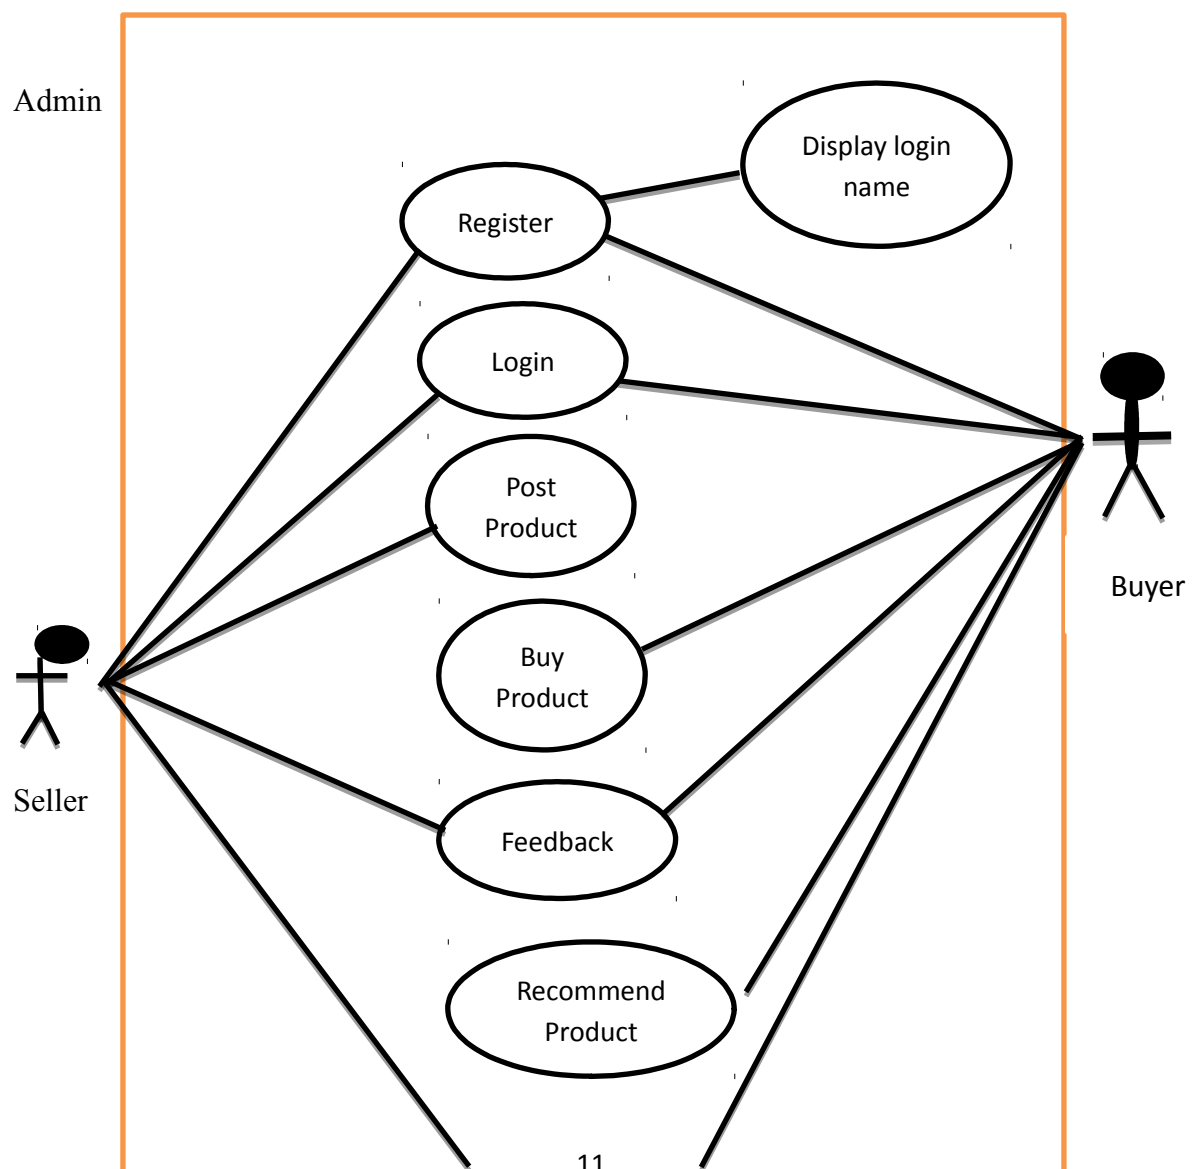 Admin
Display login
name
Register
Login
Post
Product
Buyer
Buy
Product
Seller
Feedback
Recommend
Product
11